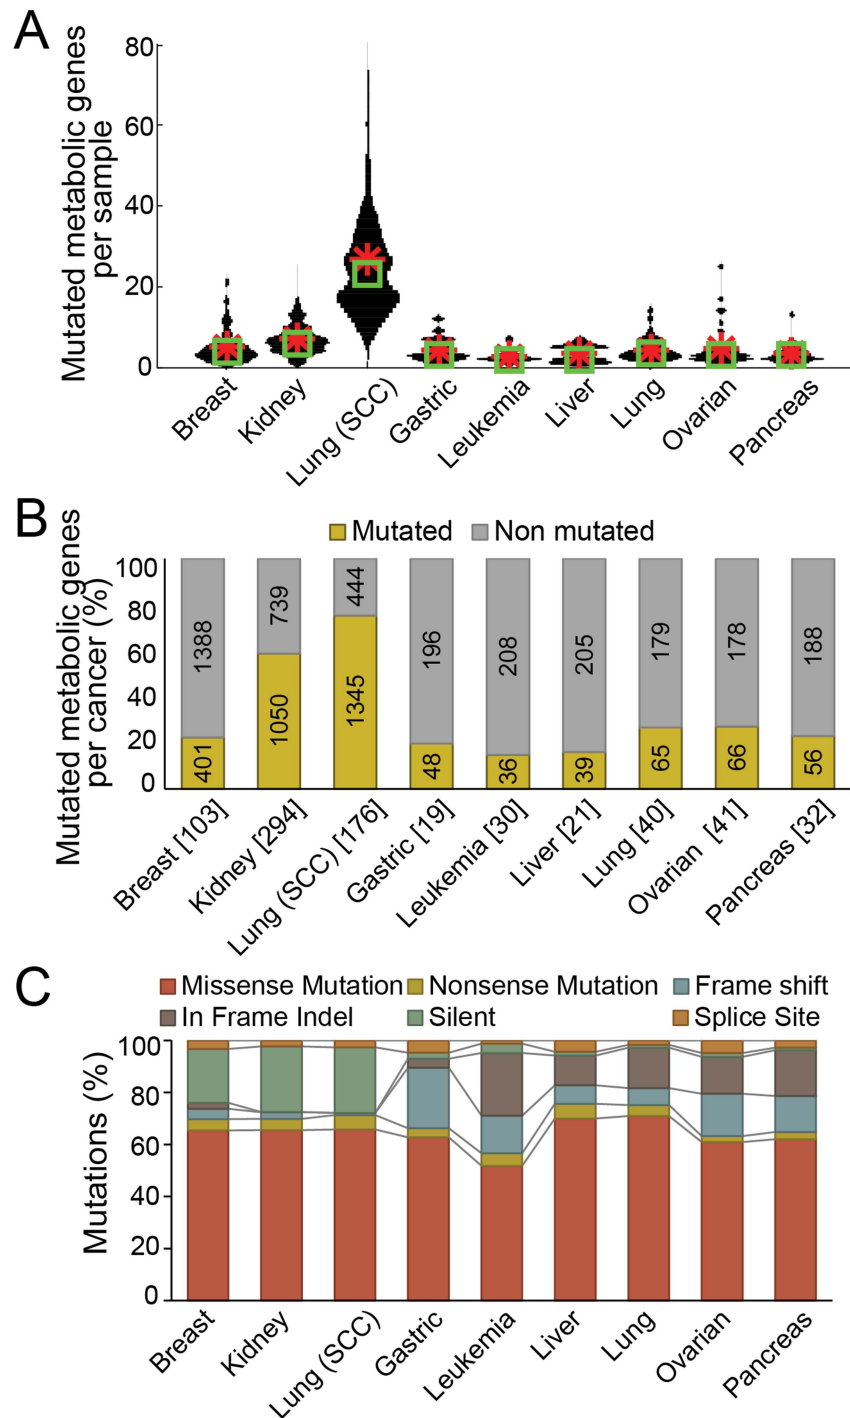 A
Mutated metabolic genes
per sample
80
60
40
20
0
Breast
Kidney
Lung (SCC)
Gastric
Leukemia
Liver
Lung
Ovarian
Pancreas
B
Mutated Non mutated
Mutated metabolic genes
per cancer (%)
100
80
60
40
20
0
1388 739 444 196 208 205 179 178 188
401 1050 1345 48 36 39 65 66 56
Breast [103]
Kidney [294]
Lung (SCC) [176]
Gastric [19]
Leukemia [30]
Liver [21]
Lung [40]
Ovarian [41]
Pancreas [32]
C
Missense Mutation Nonsense Mutation Frame shift
In Frame Indel Silent Splice Site
Mutations (%)
100
80
60
40
20
0
Breast
Kidney
Lung (SCC)
Gastric
Leukemia
Liver
Lung
Ovarian
Pancreas